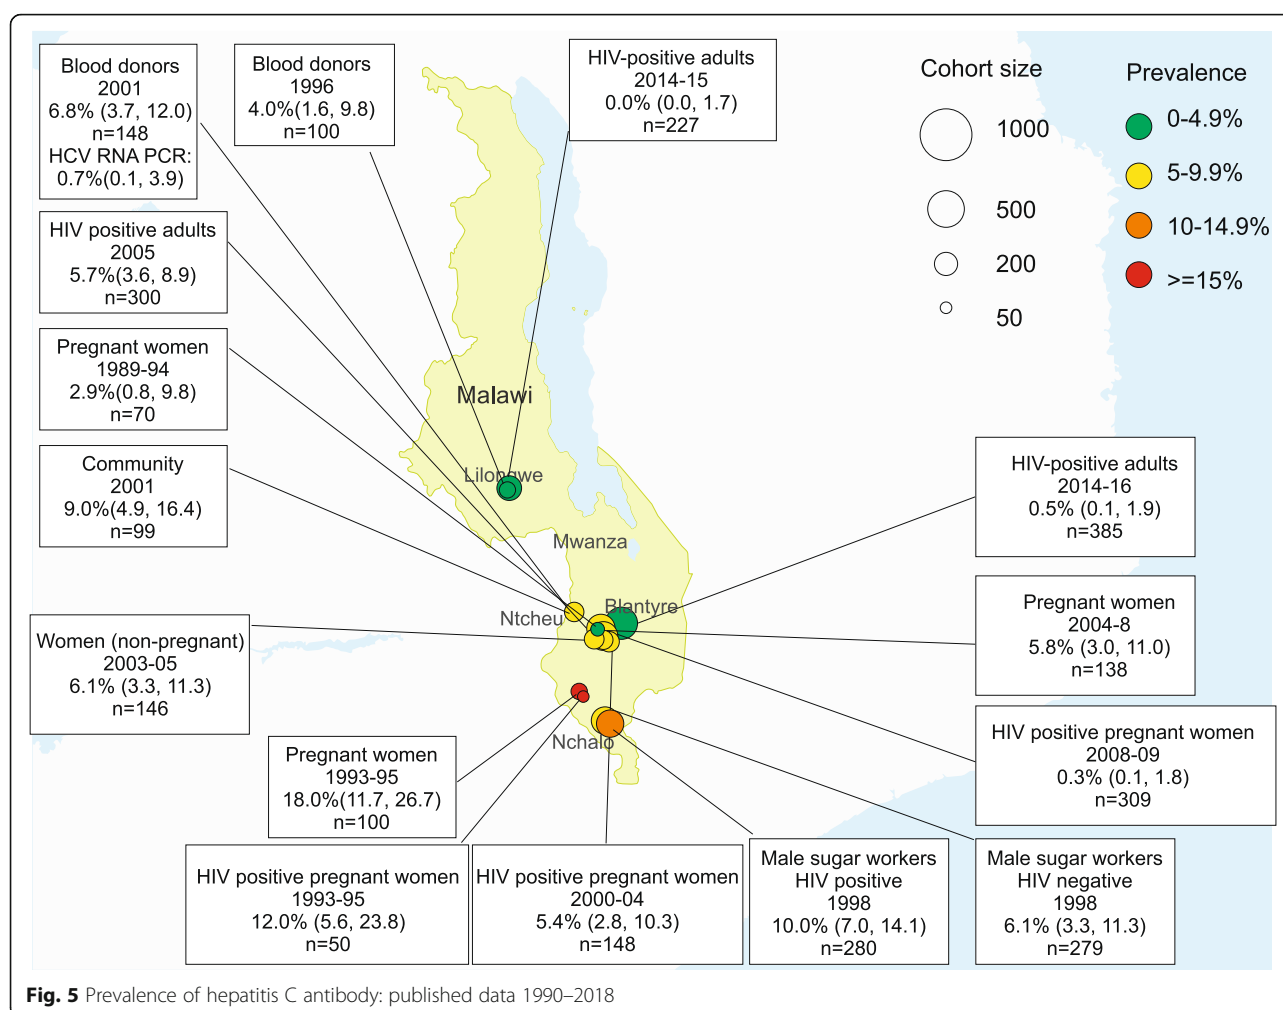 Blood donors
2001
6.8% (3.7, 12.0)
n=148
HCV RNA PCR:
0.7%(0.1, 3.9)
Blood donors
1996
4.0%(1.6, 9.8)
n=100
HIV-positive adults
2014-15
0.0% (0.0, 1.7)
n=227
Cohort size
1000
500
200
50
Prevalence
0-4.9%
5-9.9%
10-14.9%
>=15%
HIV positive adults
2005
5.7%(3.6, 8.9)
n=300
Pregnant women
1989-94
2.9%(0.8, 9.8)
n=70
Community
2001
9.0%(4.9, 16.4)
n=99
Women (non-pregnant)
2003-05
6.1% (3.3, 11.3)
n=146
Malawi
Lilongwe
Mwanza
Ntcheu
Blantyre
Nchalo
HIV-positive adults
2014-16
0.5% (0.1, 1.9)
n=385
Pregnant women
2004-8
5.8% (3.0, 11.0)
n=138
HIV positive pregnant women
2008-09
0.3% (0.1, 1.8)
n=309
Pregnant women
1993-95
18.0%(11.7, 26.7)
n=100
HIV positive pregnant women
1993-95
12.0% (5.6, 23.8)
n=50
HIV positive pregnant women
2000-04
5.4% (2.8, 10.3)
n=148
Male sugar workers
HIV positive
1998
10.0% (7.0, 14.1)
n=280
Male sugar workers
HIV negative
1998
6.1% (3.3, 11.3)
n=279
Fig. 5 Prevalence of hepatitis C antibody: published data 1990–2018